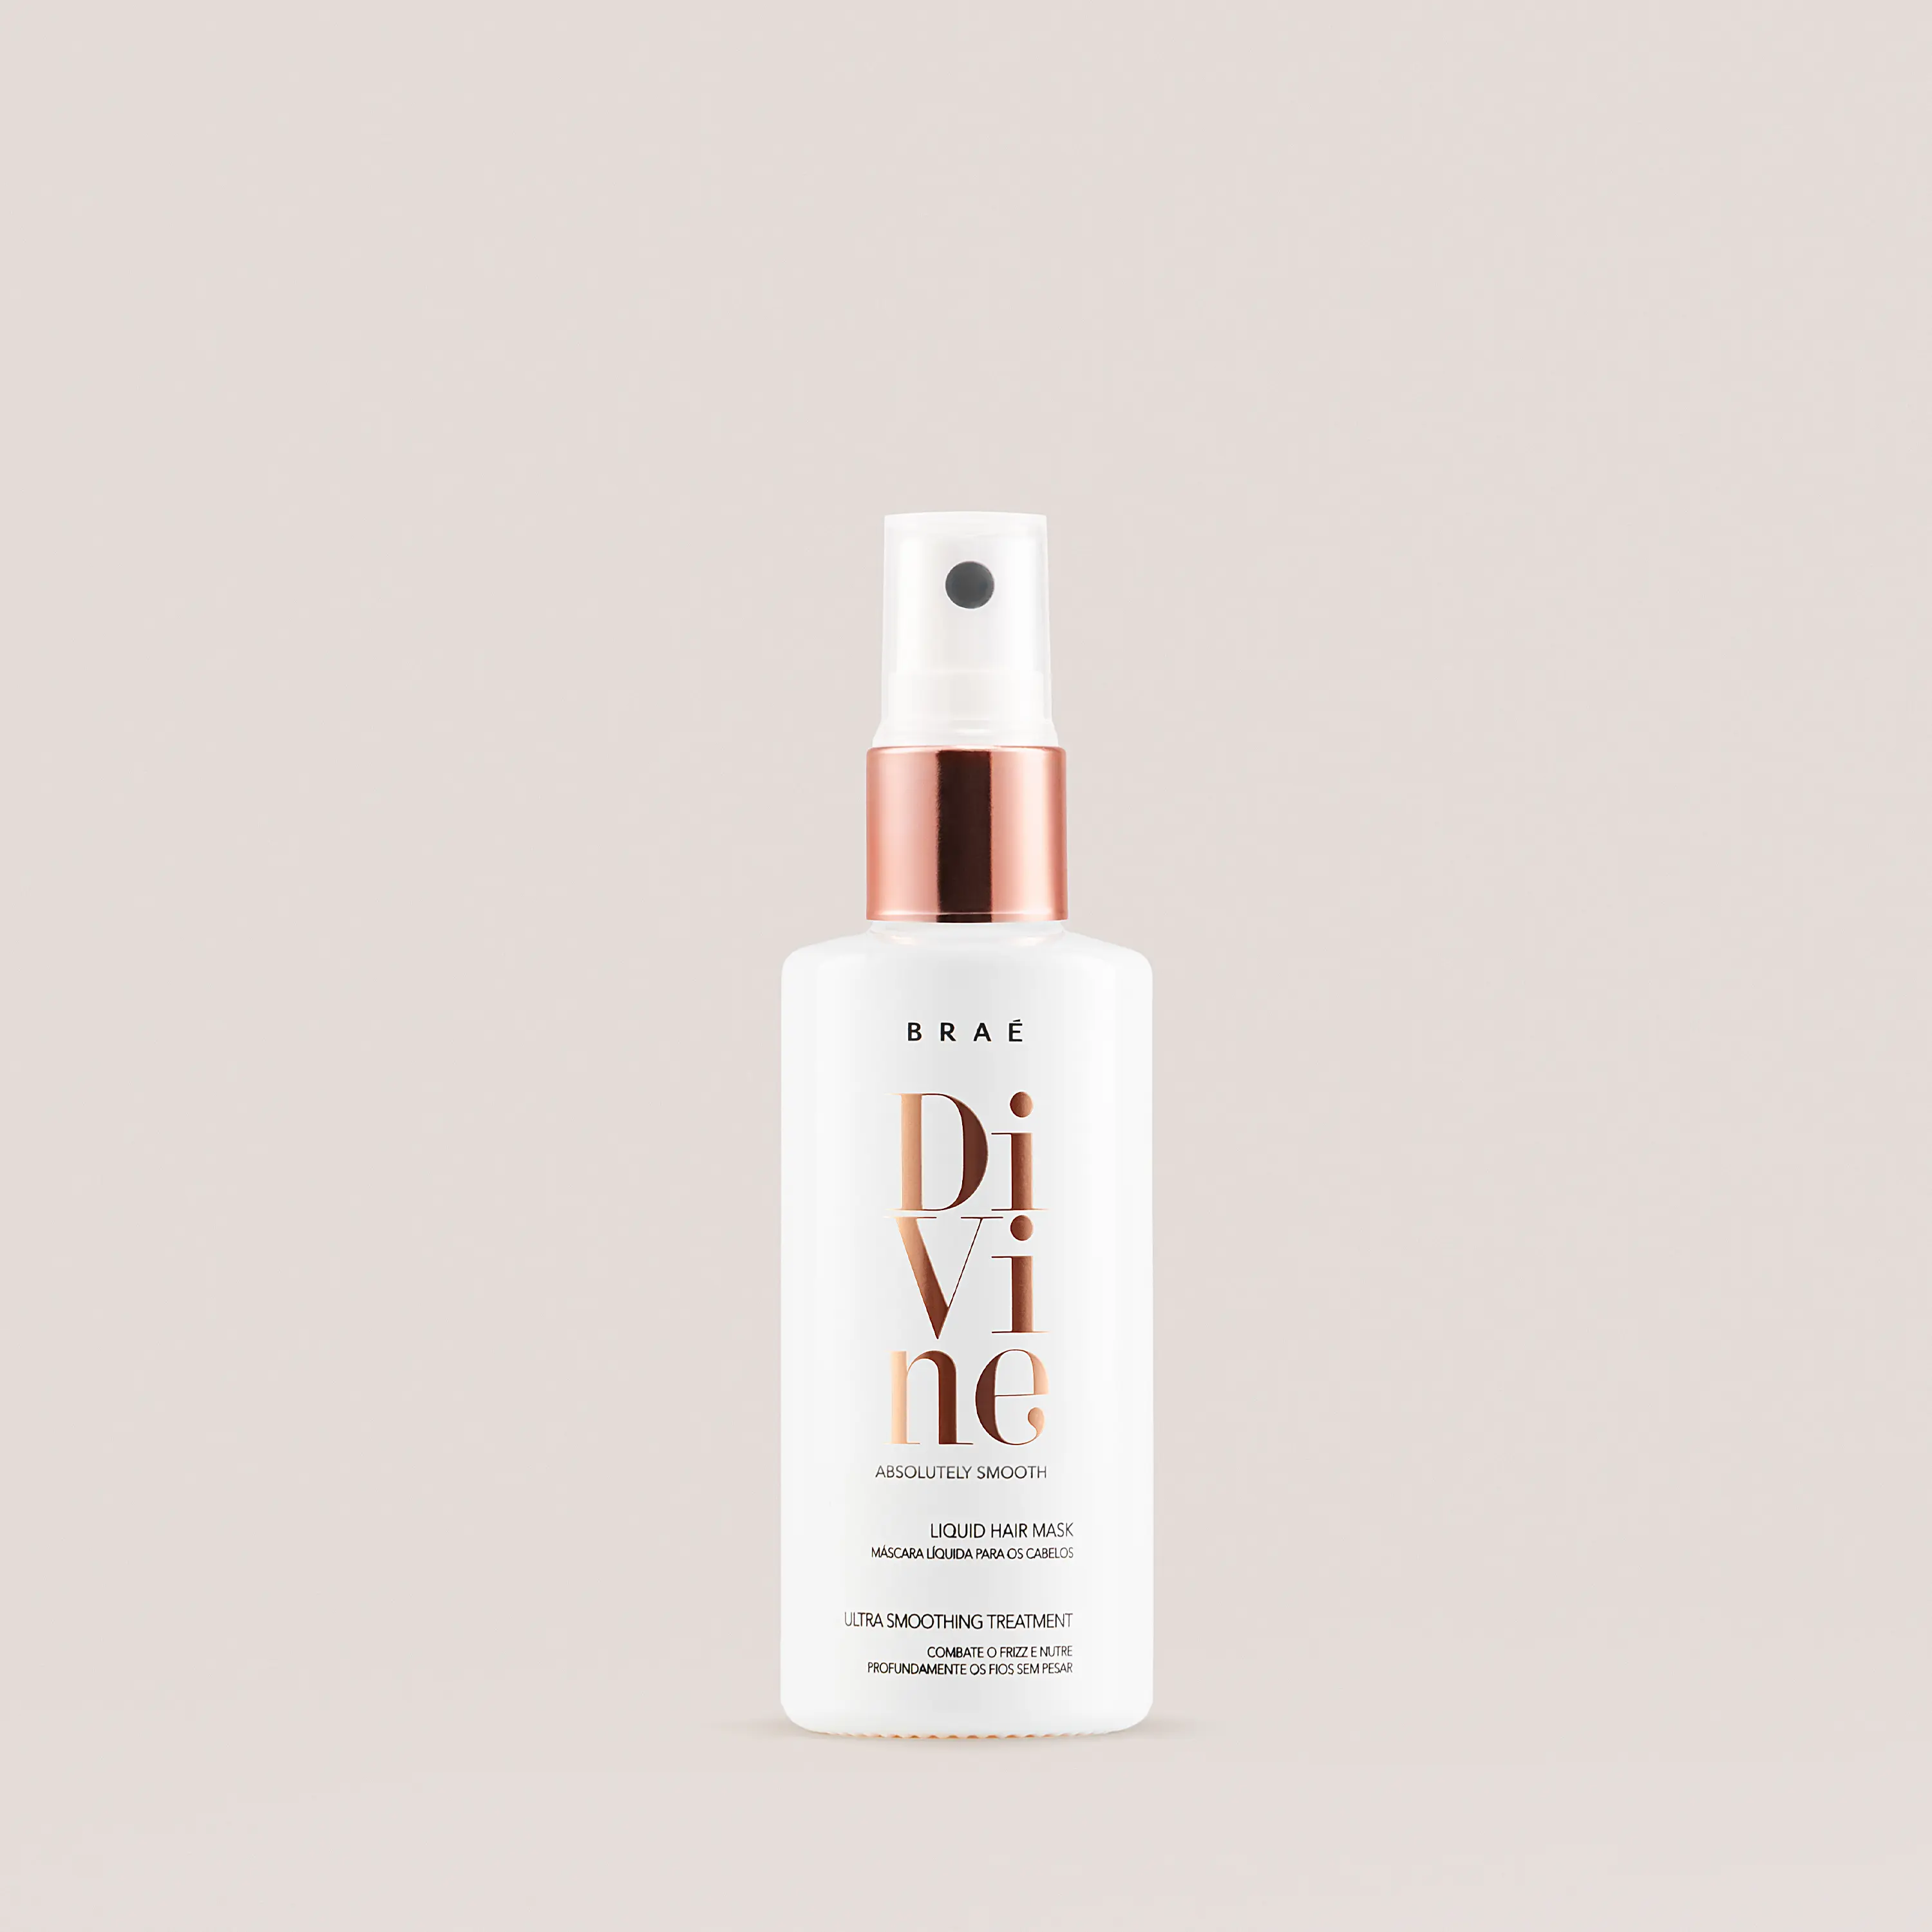 BRAÉ
Di
Vi
ne
ABSOLUTELY SMOOTH
LIQUID HAIR MASK
MÁSCARA LÍQUIDA PARA OS CABELOS
ULTRA SMOOTHING TREATMENT
COMBATE O FRIZZ E NUTRE
PROFUNDAMENTE OS FIOS SEM PESAR